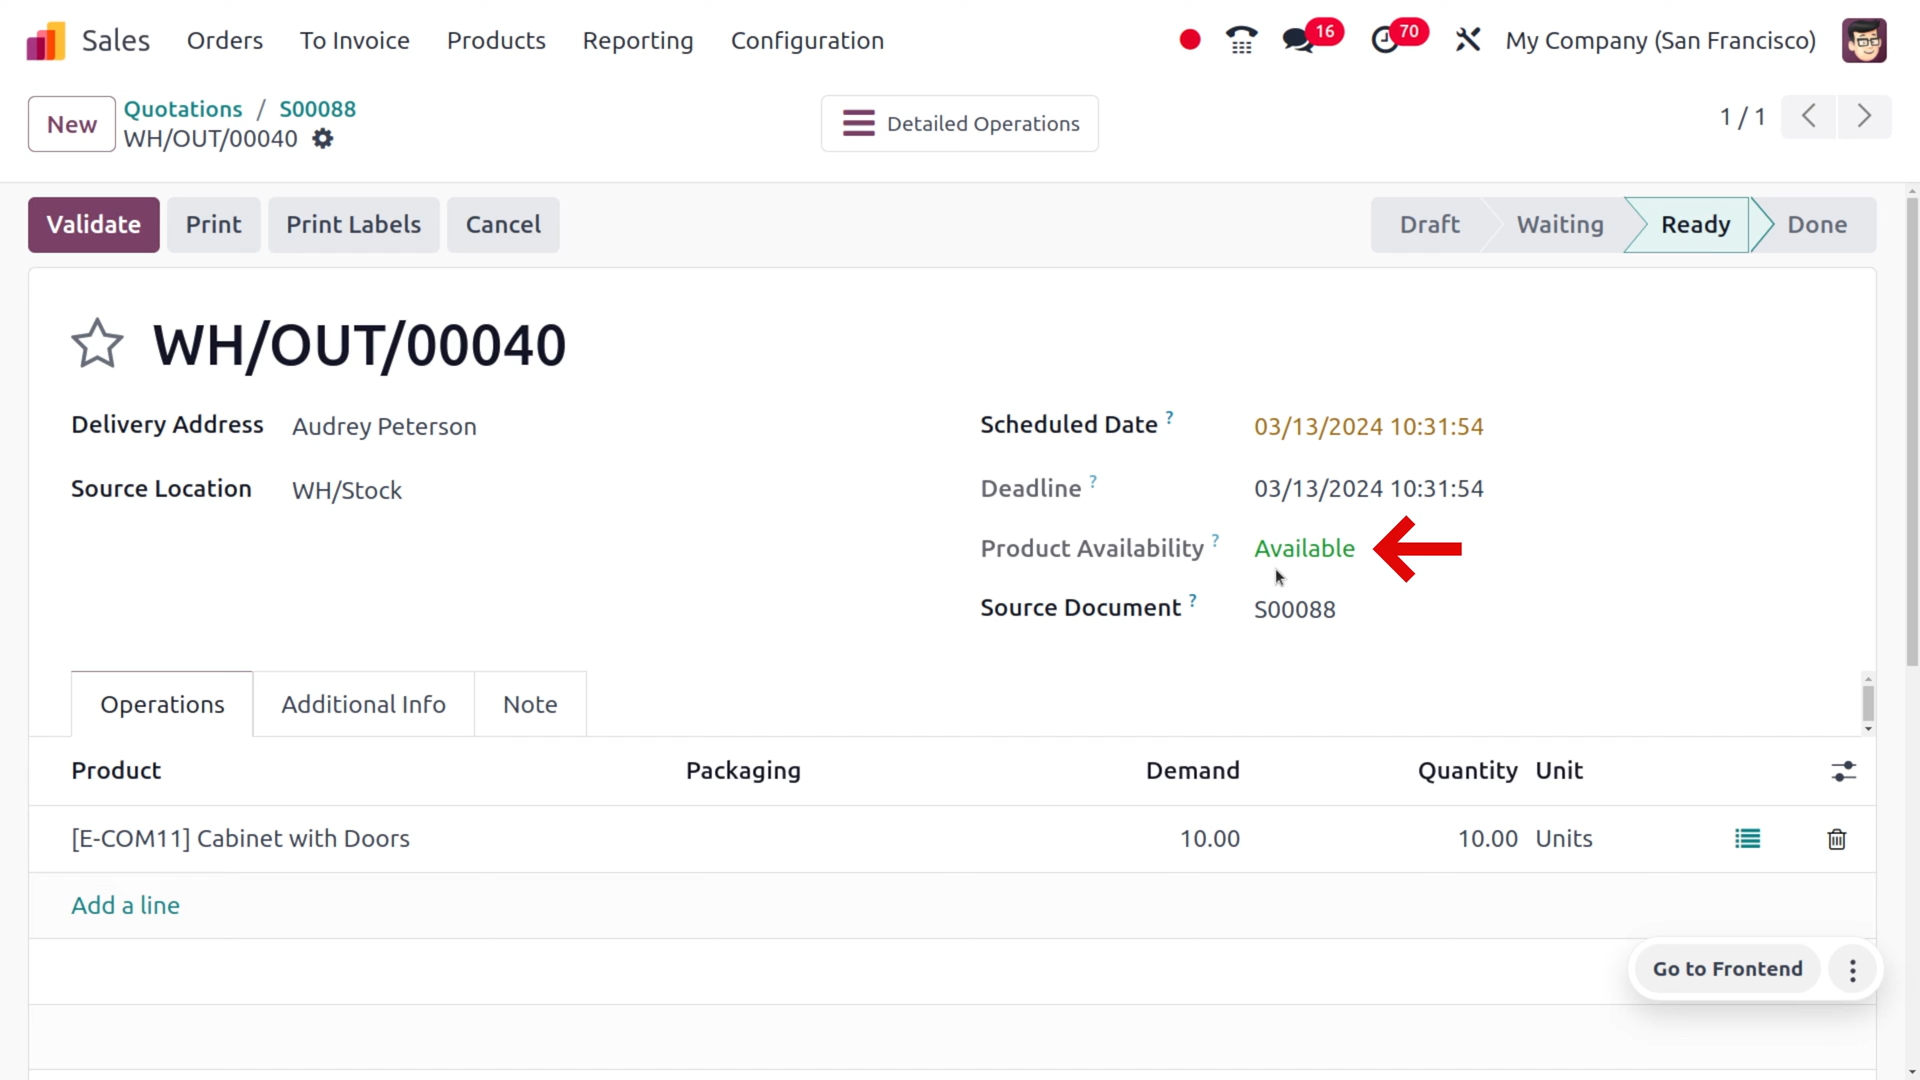 Sales Orders To Invoice Products Reporting Configuration 16 70 My Company (San Francisco)
New Quotations / S00088
WH/OUT/00040
Detailed Operations
1 / 1
Validate Print Print Labels Cancel Draft Waiting Ready Done
WH/OUT/00040
Delivery Address Audrey Peterson
Source Location WH/Stock
Scheduled Date ? 03/13/2024 10:31:54
Deadline ? 03/13/2024 10:31:54
Product Availability ? Available
Source Document ? S00088
Operations Additional Info Note
Product Packaging Demand Quantity Unit
[E-COM11] Cabinet with Doors 10.00 10.00 Units
Add a line
Go to Frontend